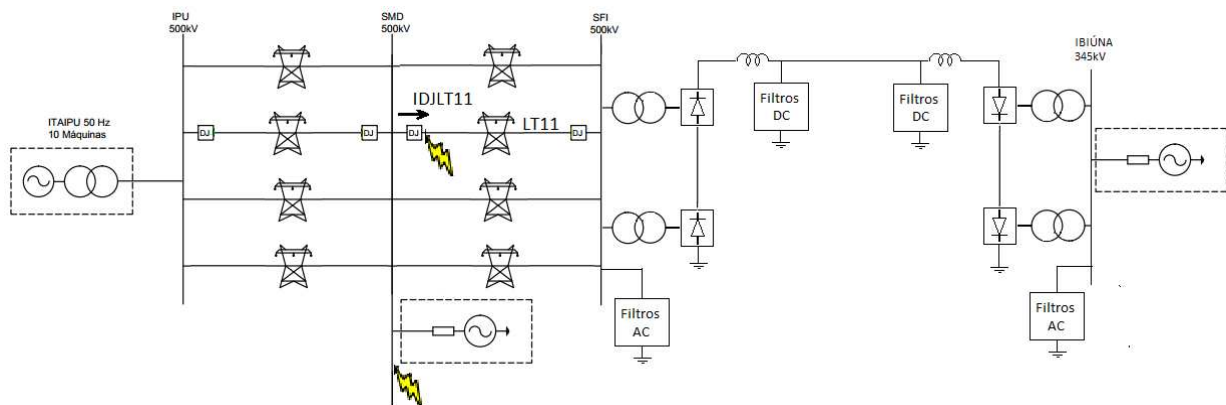 IPU
500kV
SMD
500kV
SFI
500kV
IBIÚNA
345kV
ITAIPU 50 Hz
10 Máquinas
IDJLT11
LT11
DJ
DJ
DJ
DJ
Filtros
DC
Filtros
DC
Filtros
AC
Filtros
AC